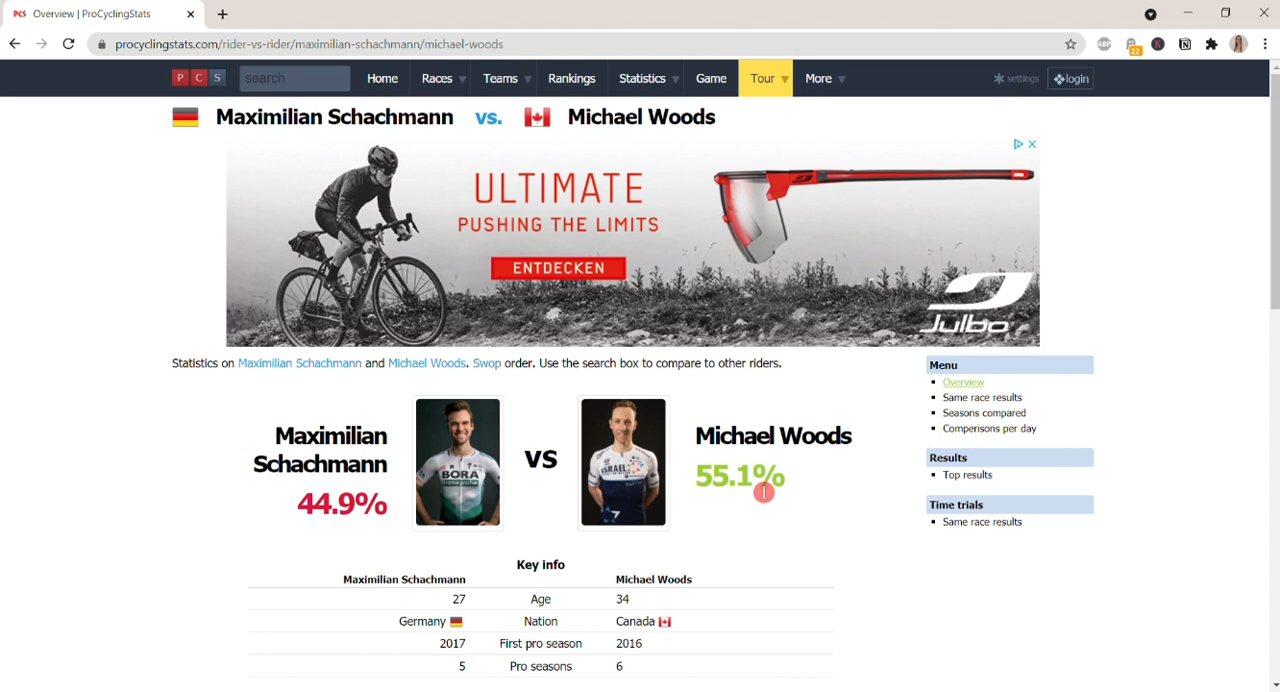 PCS Overview | ProCyclingStats
procyclingstats.com/rider-vs-rider/maximilian-schachmann/michael-woods
ABP 22 K N
P C S search Home Races Teams Rankings Statistics Game Tour More settings login
Maximilian Schachmann vs. Michael Woods
ULTIMATE
PUSHING THE LIMITS
ENTDECKEN
Julbo
Statistics on Maximilian Schachmann and Michael Woods. Swop order. Use the search box to compare to other riders.
Maximilian
Schachmann
44.9%
BORA
hansgrohe
VS
ISRAEL
Michael Woods
55.1%
Key info
Maximilian Schachmann Michael Woods
27 Age 34
Germany Nation Canada
2017 First pro season 2016
5 Pro seasons 6
Menu
Overview
Same race results
Seasons compared
Comperisons per day
Results
Top results
Time trials
Same race results